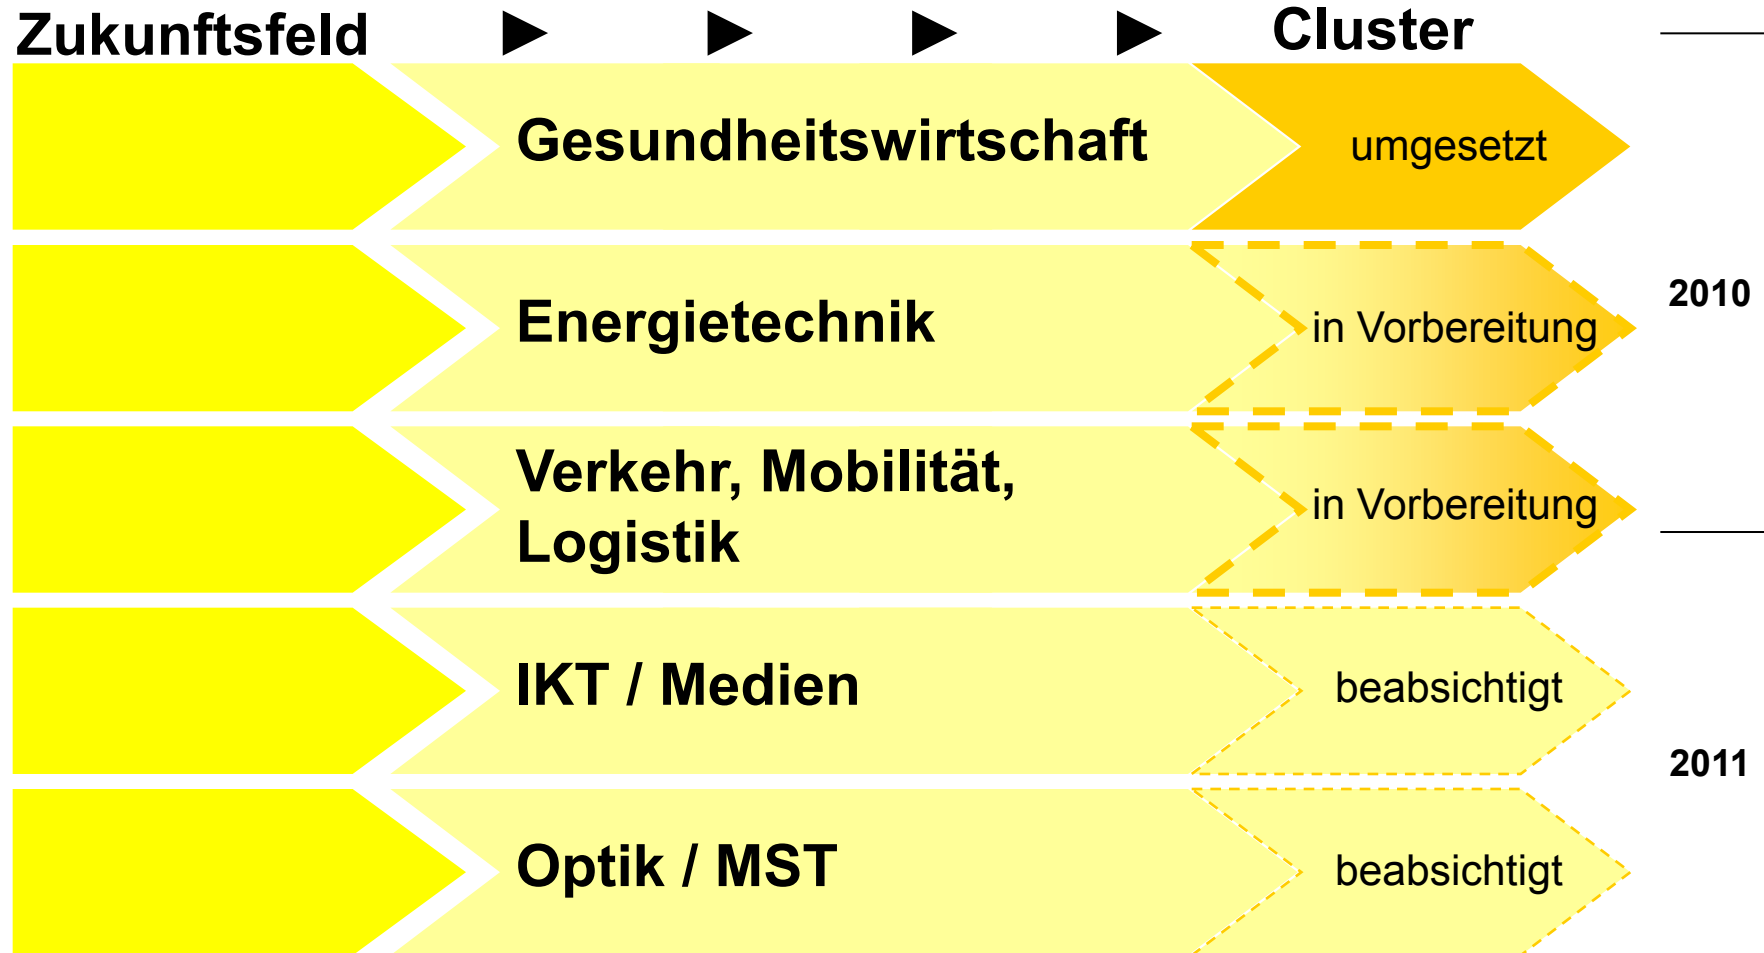 Zukunftsfeld
Cluster
Gesundheitswirtschaft
umgesetzt
Energietechnik
in Vorbereitung
2010
Verkehr, Mobilität,
Logistik
in Vorbereitung
IKT / Medien
beabsichtigt
2011
Optik / MST
beabsichtigt